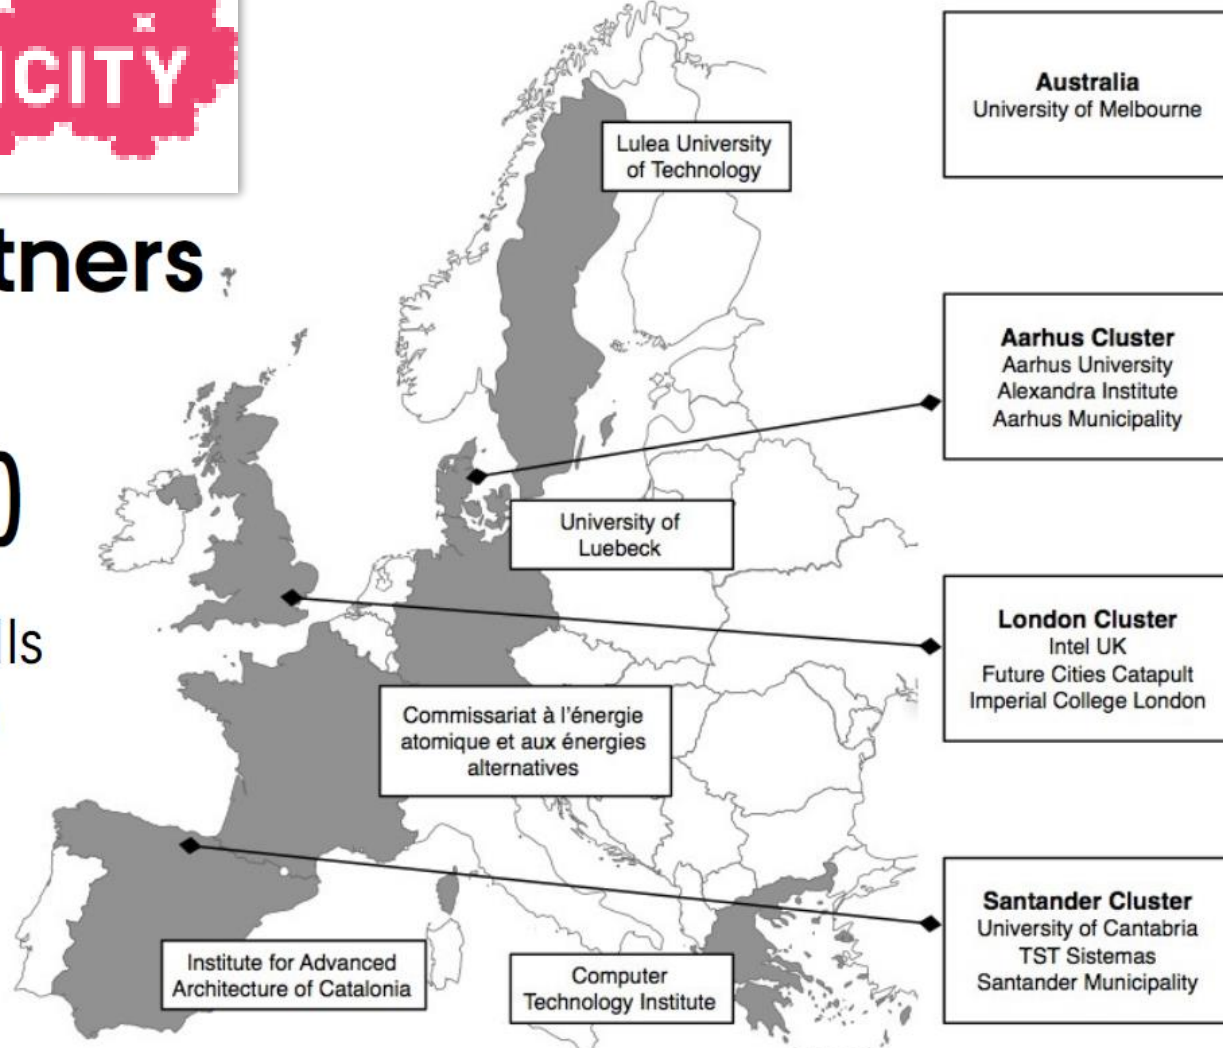 CITY
tners
lls
Lulea University
of Technology
University of
Luebeck
Commissariat à l'énergie
atomique et aux énergies
alternatives
Institute for Advanced
Architecture of Catalonia
Computer
Technology Institute
Australia
University of Melbourne
Aarhus Cluster
Aarhus University
Alexandra Institute
Aarhus Municipality
London Cluster
Intel UK
Future Cities Catapult
Imperial College London
Santander Cluster
University of Cantabria
TST Sistemas
Santander Municipality